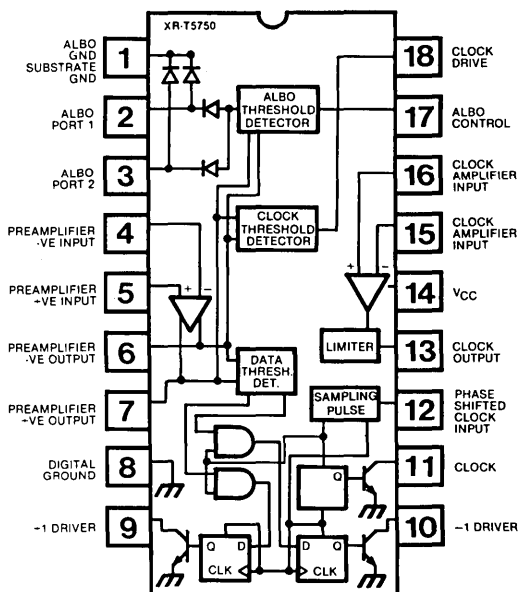 XR-T5750
ALBO
GND
SUBSTRATE
GND
1
ALBO
PORT 1
2
ALBO
PORT 2
3
PREAMPLIFIER
-VE INPUT
4
PREAMPLIFIER
+VE INPUT
5
PREAMPLIFIER
-VE OUTPUT
6
PREAMPLIFIER
+VE OUTPUT
7
DIGITAL
GROUND
8
+1 DRIVER
9
18
CLOCK
DRIVE
17
ALBO
CONTROL
16
CLOCK
AMPLIFIER
INPUT
15
CLOCK
AMPLIFIER
INPUT
14
VCC
13
CLOCK
OUTPUT
12
PHASE
SHIFTED
CLOCK
INPUT
11
CLOCK
10
-1 DRIVER
ALBO
THRESHOLD
DETECTOR
CLOCK
THRESHOLD
DETECTOR
+ -
+ -
LIMITER
DATA
THRESH.
DET.
SAMPLING
PULSE
Q
Q D
CLK
D Q
CLK